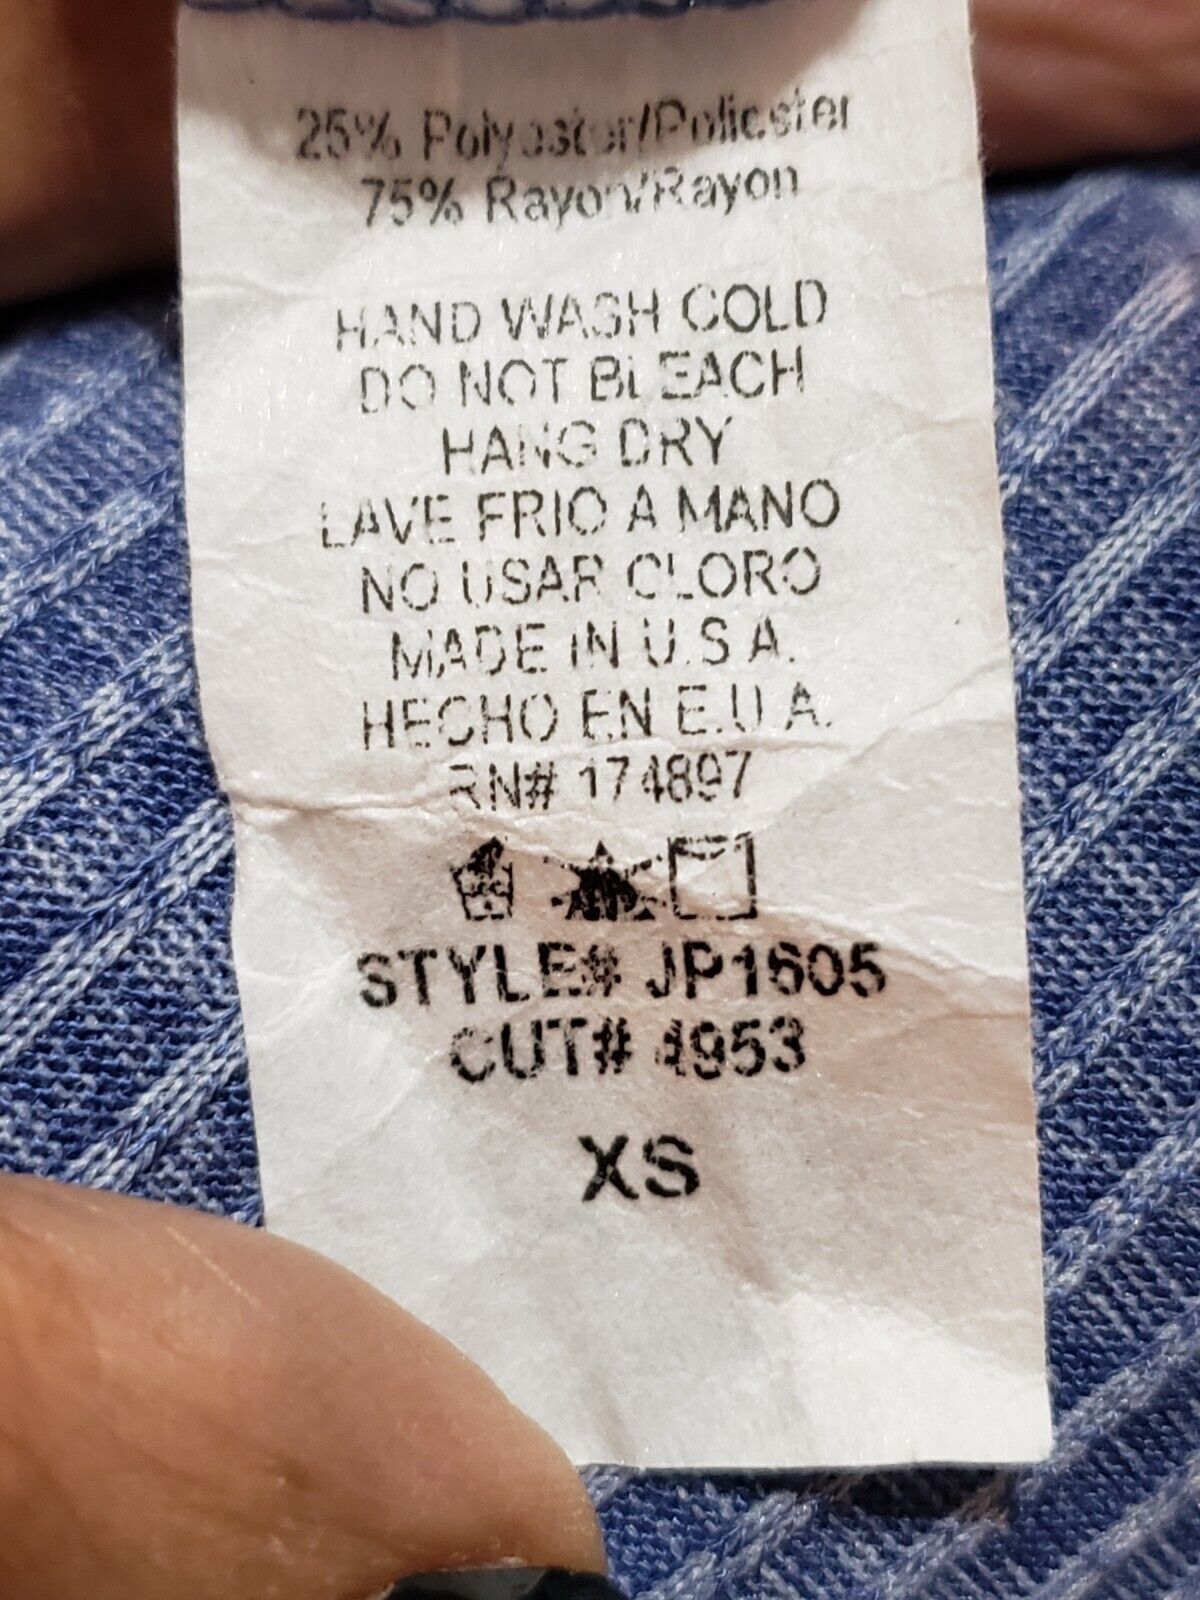 25% Polyester/Poliester
75% Rayon/Rayon
HAND WASH COLD
DO NOT BLEACH
HANG DRY
LAVE FRIO A MANO
NO USAR CLORO
MADE IN U.S.A.
HECHO EN E.U.A.
RN# 174897
STYLE# JP1605
CUT# 4953
XS